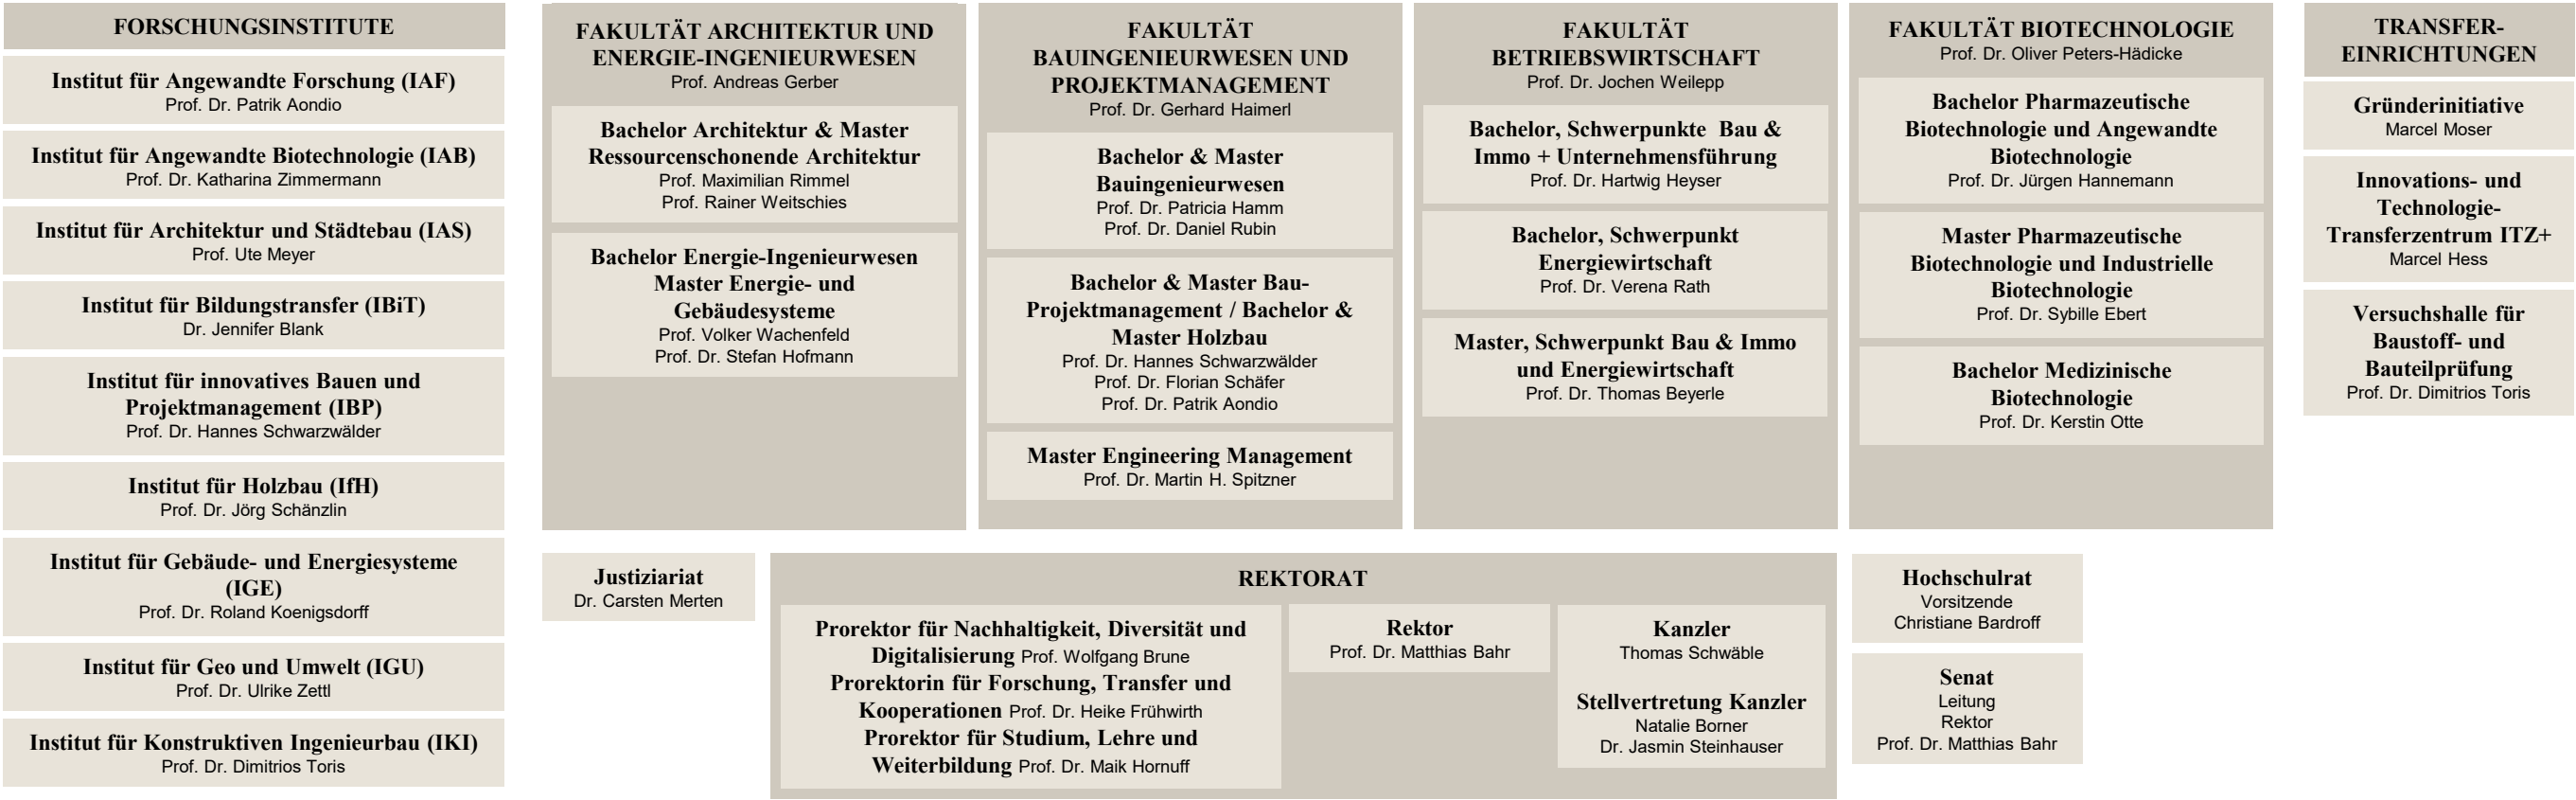 FORSCHUNGSINSTITUTE
Institut für Angewandte Forschung (IAF)
Prof. Dr. Patrik Aondio
Institut für Angewandte Biotechnologie (IAB)
Prof. Dr. Katharina Zimmermann
Institut für Architektur und Städtebau (IAS)
Prof. Ute Meyer
Institut für Bildungstransfer (IBiT)
Dr. Jennifer Blank
Institut für innovatives Bauen und
Projektmanagement (IBP)
Prof. Dr. Hannes Schwarzwälder
Institut für Holzbau (IfH)
Prof. Dr. Jörg Schänzlin
Institut für Gebäude- und Energiesysteme
(IGE)
Prof. Dr. Roland Koenigsdorff
Institut für Geo und Umwelt (IGU)
Prof. Dr. Ulrike Zettl
Institut für Konstruktiven Ingenieurbau (IKI)
Prof. Dr. Dimitrios Toris
FAKULTÄT ARCHITEKTUR UND
ENERGIE-INGENIEURWESEN
Prof. Andreas Gerber
Bachelor Architektur & Master
Ressourcenschonende Architektur
Prof. Maximilian Rimmel
Prof. Rainer Weitschies
Bachelor Energie-Ingenieurwesen
Master Energie- und
Gebäudesysteme
Prof. Volker Wachenfeld
Prof. Dr. Stefan Hofmann
FAKULTÄT
BAUINGENIEURWESEN UND
PROJEKTMANAGEMENT
Prof. Dr. Gerhard Haimerl
Bachelor & Master
Bauingenieurwesen
Prof. Dr. Patricia Hamm
Prof. Dr. Daniel Rubin
Bachelor & Master Bau-
Projektmanagement / Bachelor &
Master Holzbau
Prof. Dr. Hannes Schwarzwälder
Prof. Dr. Florian Schäfer
Prof. Dr. Patrik Aondio
Master Engineering Management
Prof. Dr. Martin H. Spitzner
FAKULTÄT
BETRIEBSWIRTSCHAFT
Prof. Dr. Jochen Weilepp
Bachelor, Schwerpunkte Bau &
Immo + Unternehmensführung
Prof. Dr. Hartwig Heyser
Bachelor, Schwerpunkt
Energiewirtschaft
Prof. Dr. Verena Rath
Master, Schwerpunkt Bau & Immo
und Energiewirtschaft
Prof. Dr. Thomas Beyerle
FAKULTÄT BIOTECHNOLOGIE
Prof. Dr. Oliver Peters-Hädicke
Bachelor Pharmazeutische
Biotechnologie und Angewandte
Biotechnologie
Prof. Dr. Jürgen Hannemann
Master Pharmazeutische
Biotechnologie und Industrielle
Biotechnologie
Prof. Dr. Sybille Ebert
Bachelor Medizinische
Biotechnologie
Prof. Dr. Kerstin Otte
TRANSFER-
EINRICHTUNGEN
Gründerinitiative
Marcel Moser
Innovations- und
Technologie-
Transferzentrum ITZ+
Marcel Hess
Versuchshalle für
Baustoff- und
Bauteilprüfung
Prof. Dr. Dimitrios Toris
Justiziariat
Dr. Carsten Merten
REKTORAT
Prorektor für Nachhaltigkeit, Diversität und
Digitalisierung Prof. Wolfgang Brune
Prorektorin für Forschung, Transfer und
Kooperationen Prof. Dr. Heike Frühwirth
Prorektor für Studium, Lehre und
Weiterbildung Prof. Dr. Maik Hornuff
Rektor
Prof. Dr. Matthias Bahr
Kanzler
Thomas Schwäble
Stellvertretung Kanzler
Natalie Borner
Dr. Jasmin Steinhauser
Hochschulrat
Vorsitzende
Christiane Bardroff
Senat
Leitung
Rektor
Prof. Dr. Matthias Bahr